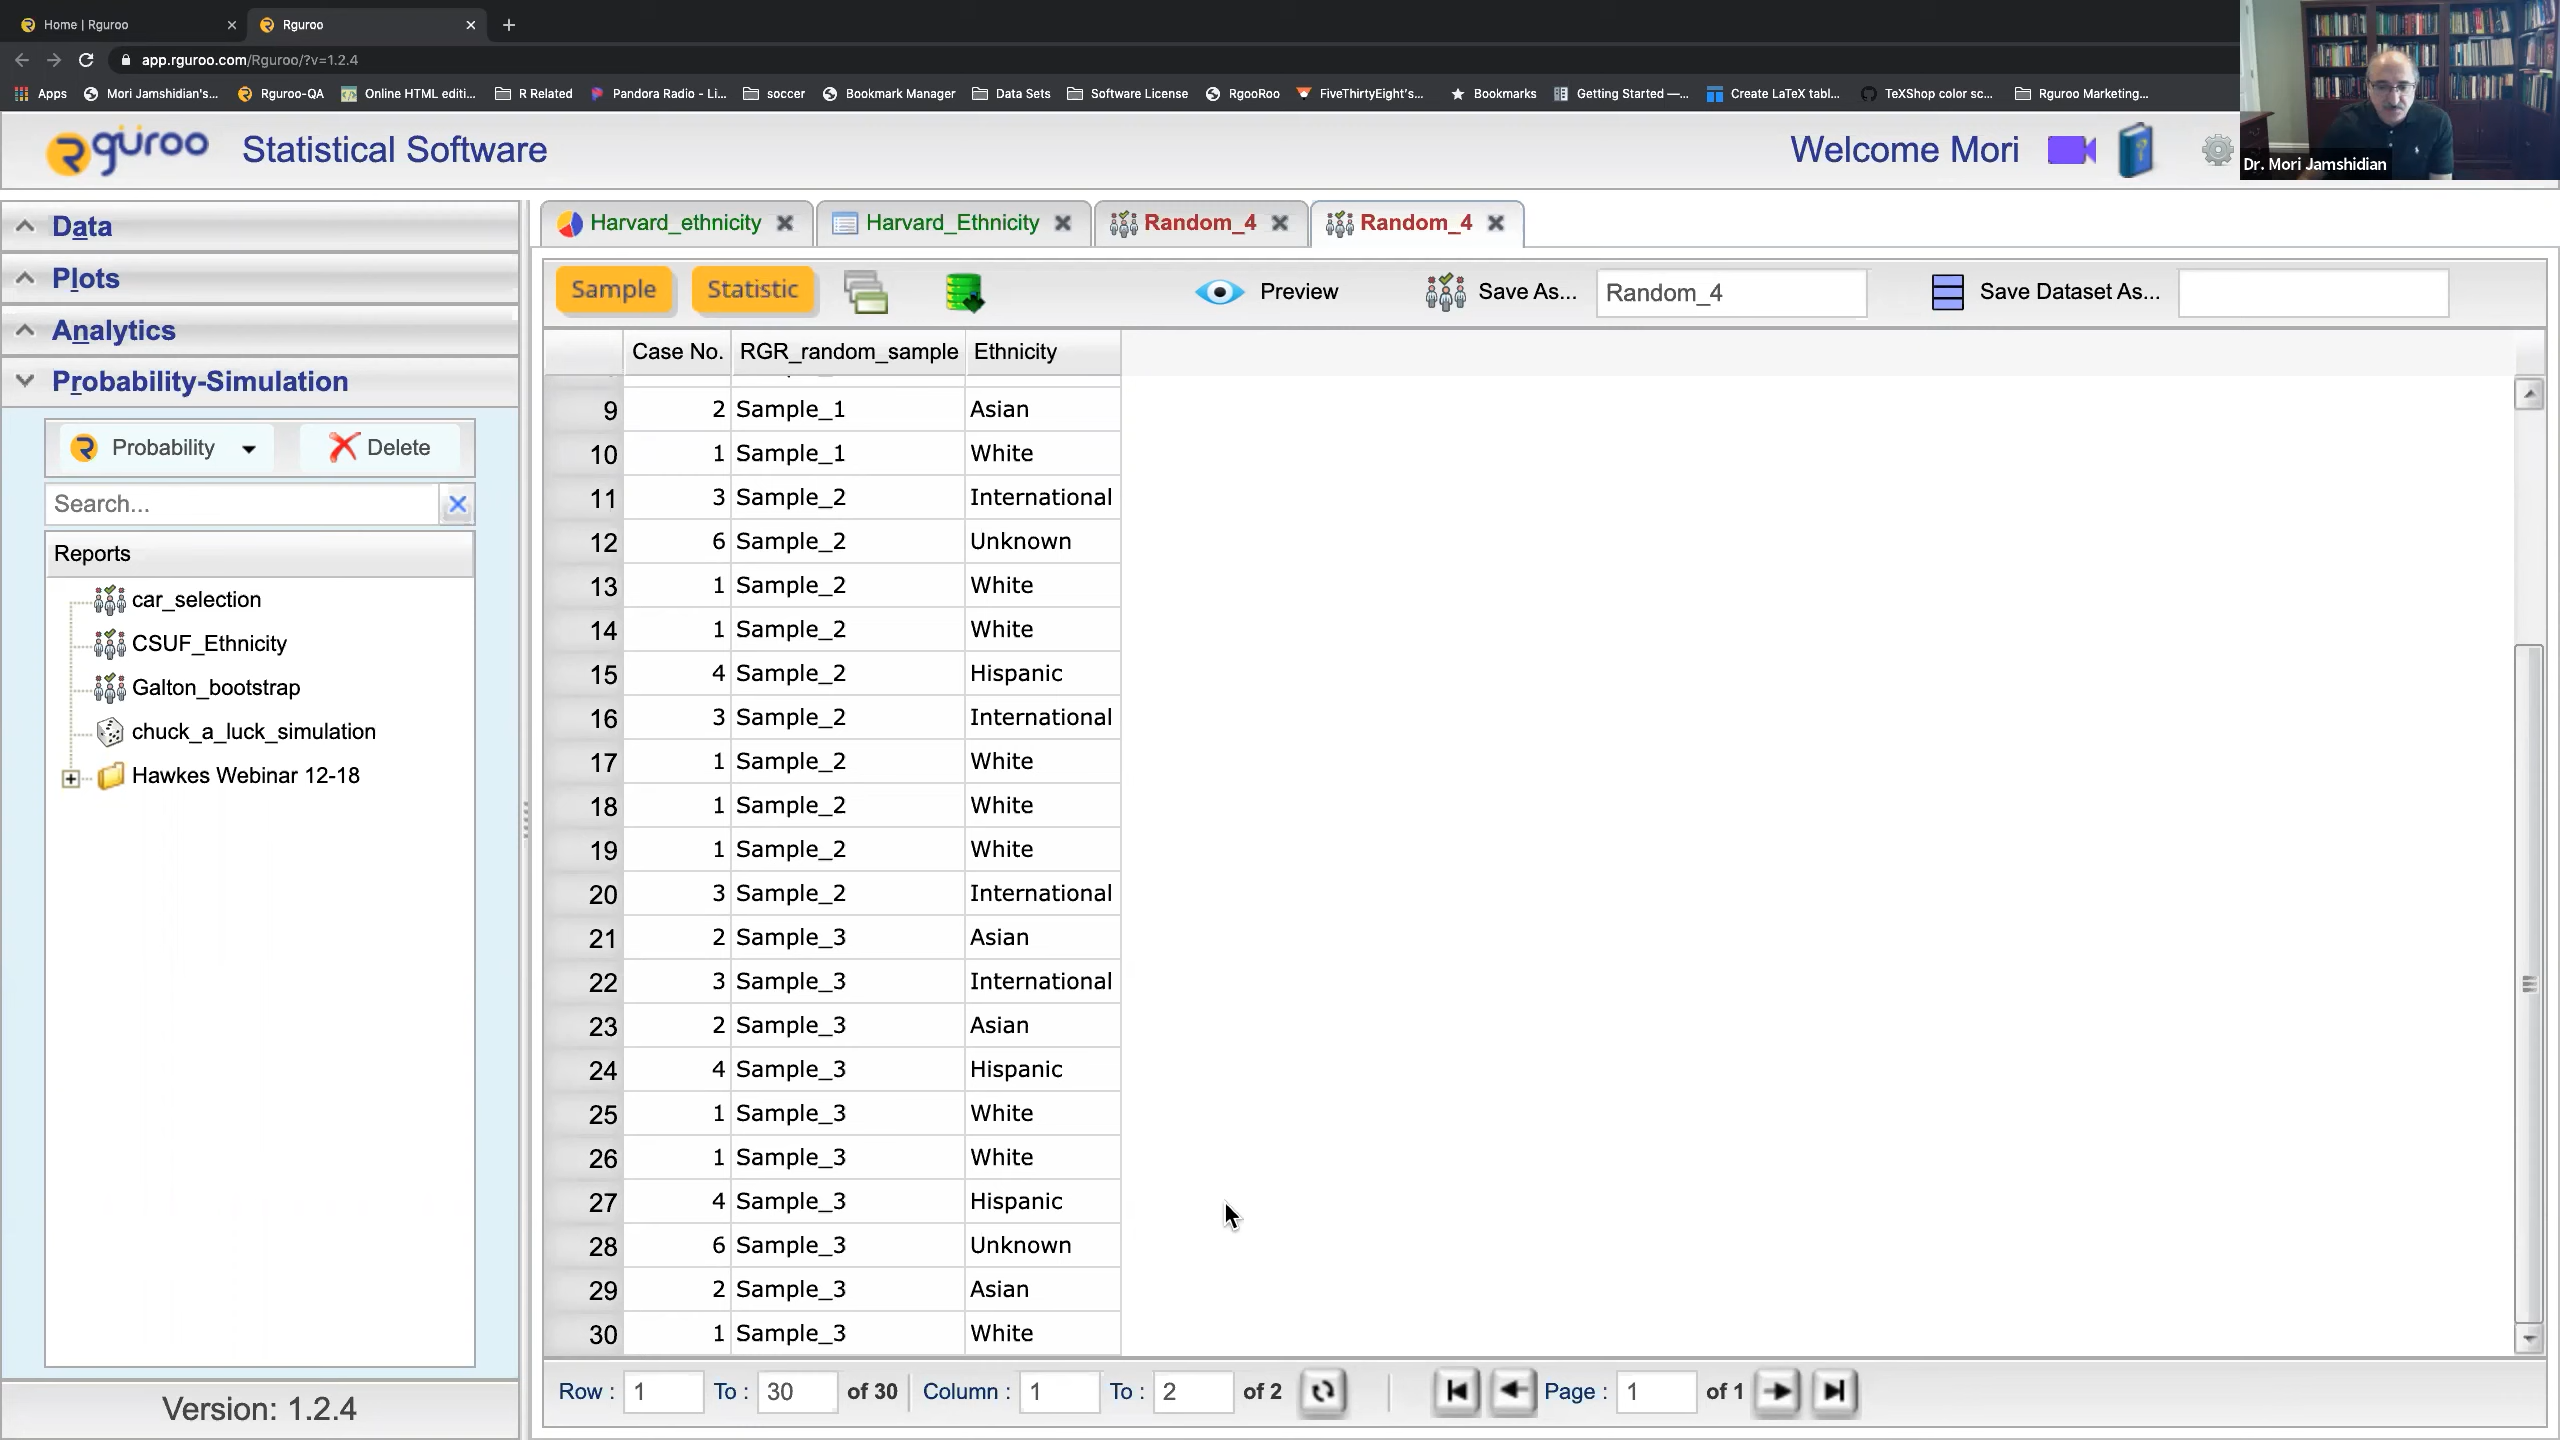 Home | Rguroo
Rguroo
app.rguroo.com/Rguroo/?v=1.2.4
Apps Mori Jamshidian's... Rguroo-QA Online HTML editi... R Related Pandora Radio - Li... soccer Bookmark Manager Data Sets Software License RgooRoo FiveThirtyEight's... Bookmarks Getting Started —... Create LaTeX tabl... TeXShop color sc... Rguroo Marketing...
Rguroo Statistical Software
Welcome Mori
Dr. Mori Jamshidian
Data
Plots
Analytics
Probability-Simulation
Probability Delete
Search...
Reports
car_selection
CSUF_Ethnicity
Galton_bootstrap
chuck_a_luck_simulation
Hawkes Webinar 12-18
Version: 1.2.4
Harvard_ethnicity Harvard_Ethnicity Random_4 Random_4
Sample Statistic Preview Save As... Random_4 Save Dataset As...
Case No. RGR_random_sample Ethnicity
9 2 Sample_1 Asian
10 1 Sample_1 White
11 3 Sample_2 International
12 6 Sample_2 Unknown
13 1 Sample_2 White
14 1 Sample_2 White
15 4 Sample_2 Hispanic
16 3 Sample_2 International
17 1 Sample_2 White
18 1 Sample_2 White
19 1 Sample_2 White
20 3 Sample_2 International
21 2 Sample_3 Asian
22 3 Sample_3 International
23 2 Sample_3 Asian
24 4 Sample_3 Hispanic
25 1 Sample_3 White
26 1 Sample_3 White
27 4 Sample_3 Hispanic
28 6 Sample_3 Unknown
29 2 Sample_3 Asian
30 1 Sample_3 White
Row : 1 To : 30 of 30 Column : 1 To : 2 of 2 Page : 1 of 1